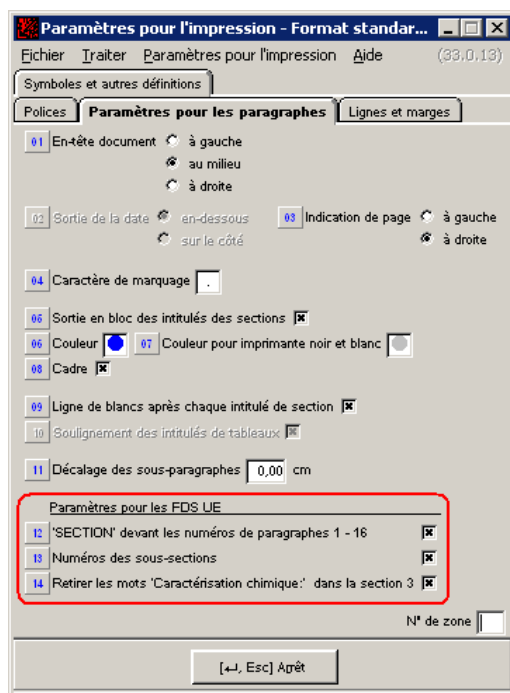 Paramètres pour l'impression - Format standar...
Fichier Traiter Paramètres pour l'impression Aide (33.0.13)
Symboles et autres définitions
Polices Paramètres pour les paragraphes Lignes et marges
01 En-tête document à gauche
au milieu
à droite
02 Sortie de la date en-dessous 03 Indication de page à gauche
sur le côté à droite
04 Caractère de marquage .
05 Sortie en bloc des intitulés des sections
06 Couleur 07 Couleur pour imprimante noir et blanc
08 Cadre
09 Ligne de blancs après chaque intitulé de section
10 Soulignement des intitulés de tableaux
11 Décalage des sous-paragraphes 0,00 cm
Paramètres pour les FDS UE
12 'SECTION' devant les numéros de paragraphes 1 - 16
13 Numéros des sous-sections
14 Retirer les mots 'Caractérisation chimique:' dans la section 3
N° de zone
[↵, Esc] Arrêt